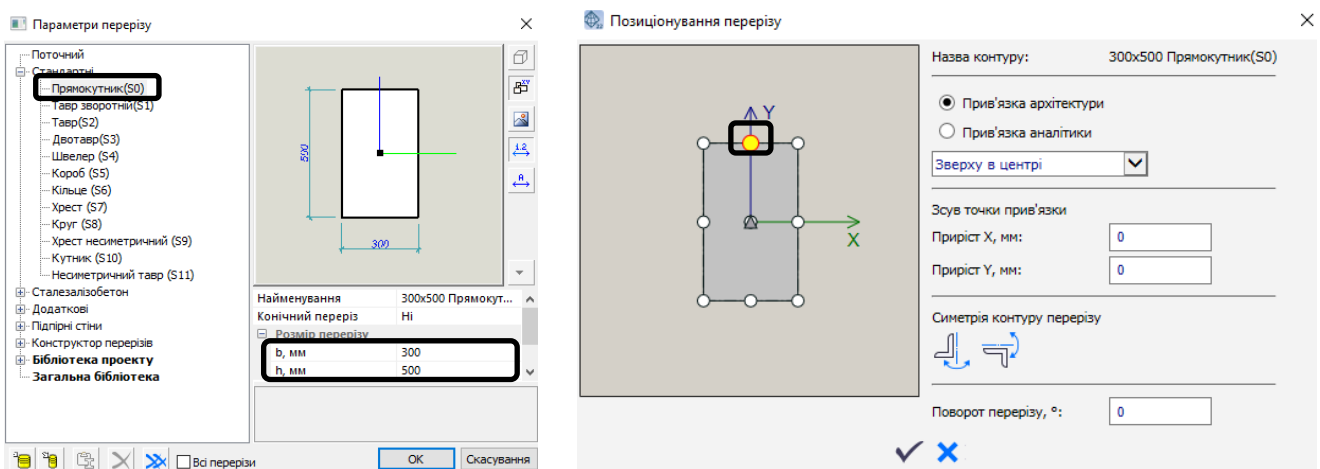 Параметри перерізу
Поточний
Стандартні
Прямокутник(S0)
Тавр зворотній(S1)
Тавр(S2)
Двотавр(S3)
Швелер (S4)
Короб (S5)
Кільце (S6)
Хрест (S7)
Круг (S8)
Хрест несиметричний (S9)
Кутник (S10)
Несиметричний тавр (S11)
Сталезалізобетон
Додаткові
Підпірні стіни
Конструктор перерізів
Бібліотека проекту
Загальна бібліотека
500
300
XY
1.2
A
Найменування 300x500 Прямокут...
Конічний переріз Ні
Розмір перерізу
b, мм 300
h, мм 500
Всі перерізи
OK
Скасування
Позиціонування перерізу
Y
X
Назва контуру: 300x500 Прямокутник(S0)
Прив'язка архітектури
Прив'язка аналітики
Зверху в центрі
Зсув точки прив'язки
Приріст X, мм: 0
Приріст Y, мм: 0
Симетрія контуру перерізу
Поворот перерізу, °: 0